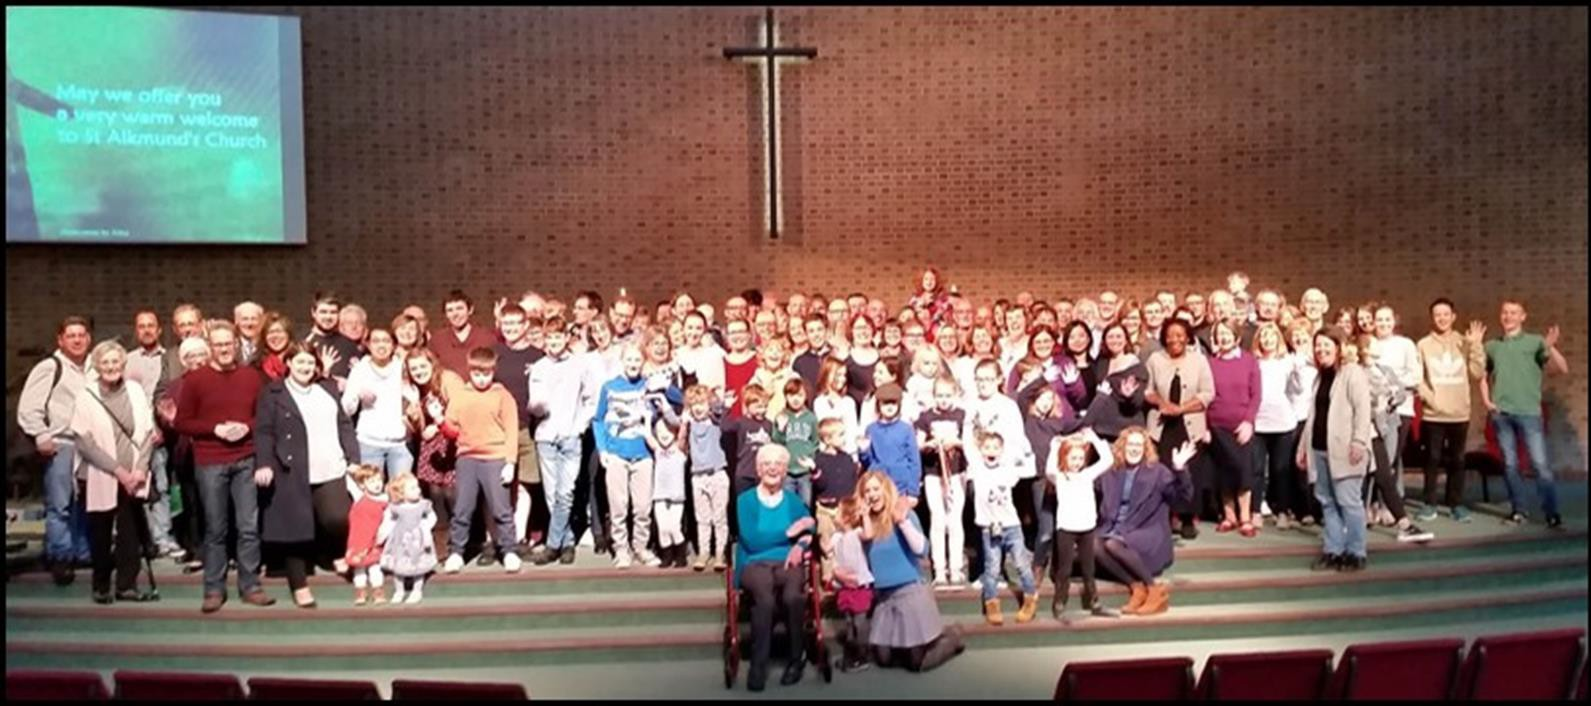 May we offer you
a very warm welcome
to St Alkmund's Church